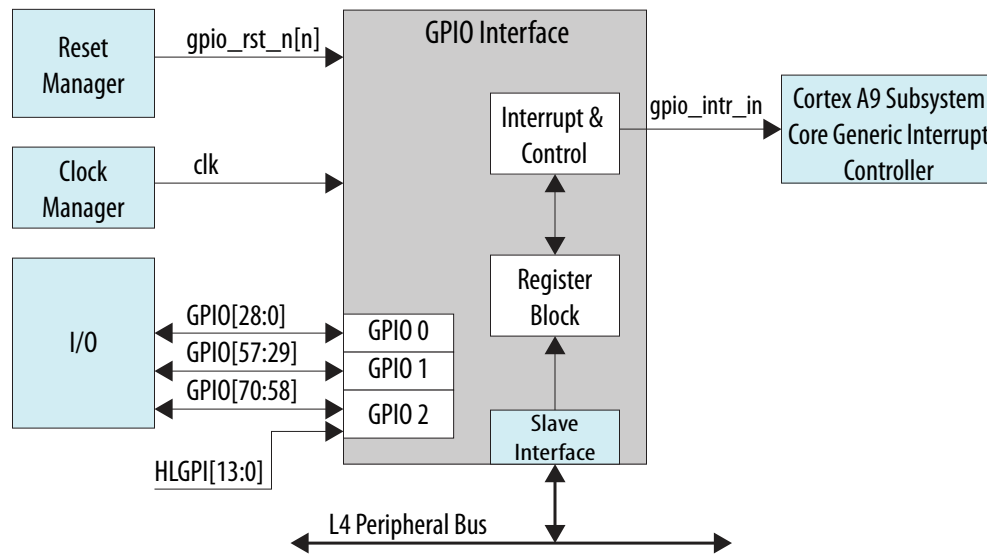 GPIO Interface
Reset
Manager
gpio_rst_n[n]
Interrupt &
Control
gpio_intr_in
Cortex A9 Subsystem
Core Generic Interrupt
Controller
Clock
Manager
clk
Register
Block
I/O
GPIO[28:0]
GPIO 0
GPIO[57:29]
GPIO 1
GPIO[70:58]
GPIO 2
HLGPI[13:0]
Slave
Interface
L4 Peripheral Bus